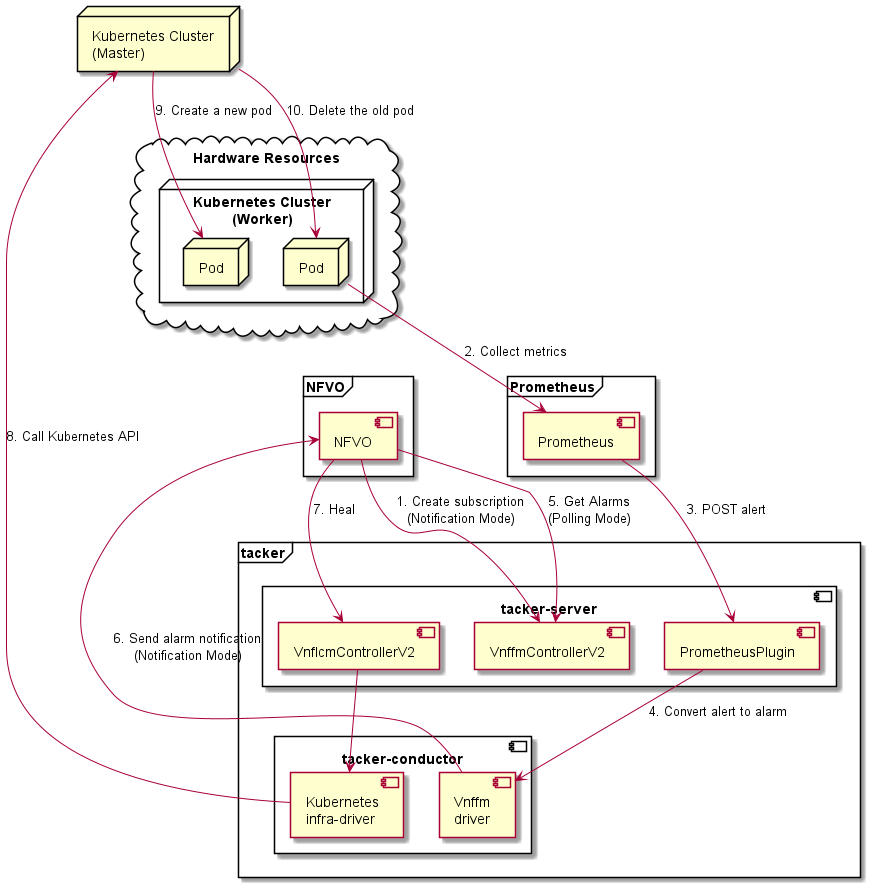 Kubernetes Cluster
(Master)
9. Create a new pod
10. Delete the old pod
Hardware Resources
Kubernetes Cluster
(Worker)
Pod
Pod
2. Collect metrics
NFVO
Prometheus
NFVO
Prometheus
8. Call Kubernetes API
7. Heal
1. Create subscription
(Notification Mode)
5. Get Alarms
(Polling Mode)
3. POST alert
tacker
tacker-server
6. Send alarm notification
(Notification Mode)
VnflcmControllerV2
VnffmControllerV2
PrometheusPlugin
4. Convert alert to alarm
tacker-conductor
Kubernetes
infra-driver
Vnffm
driver